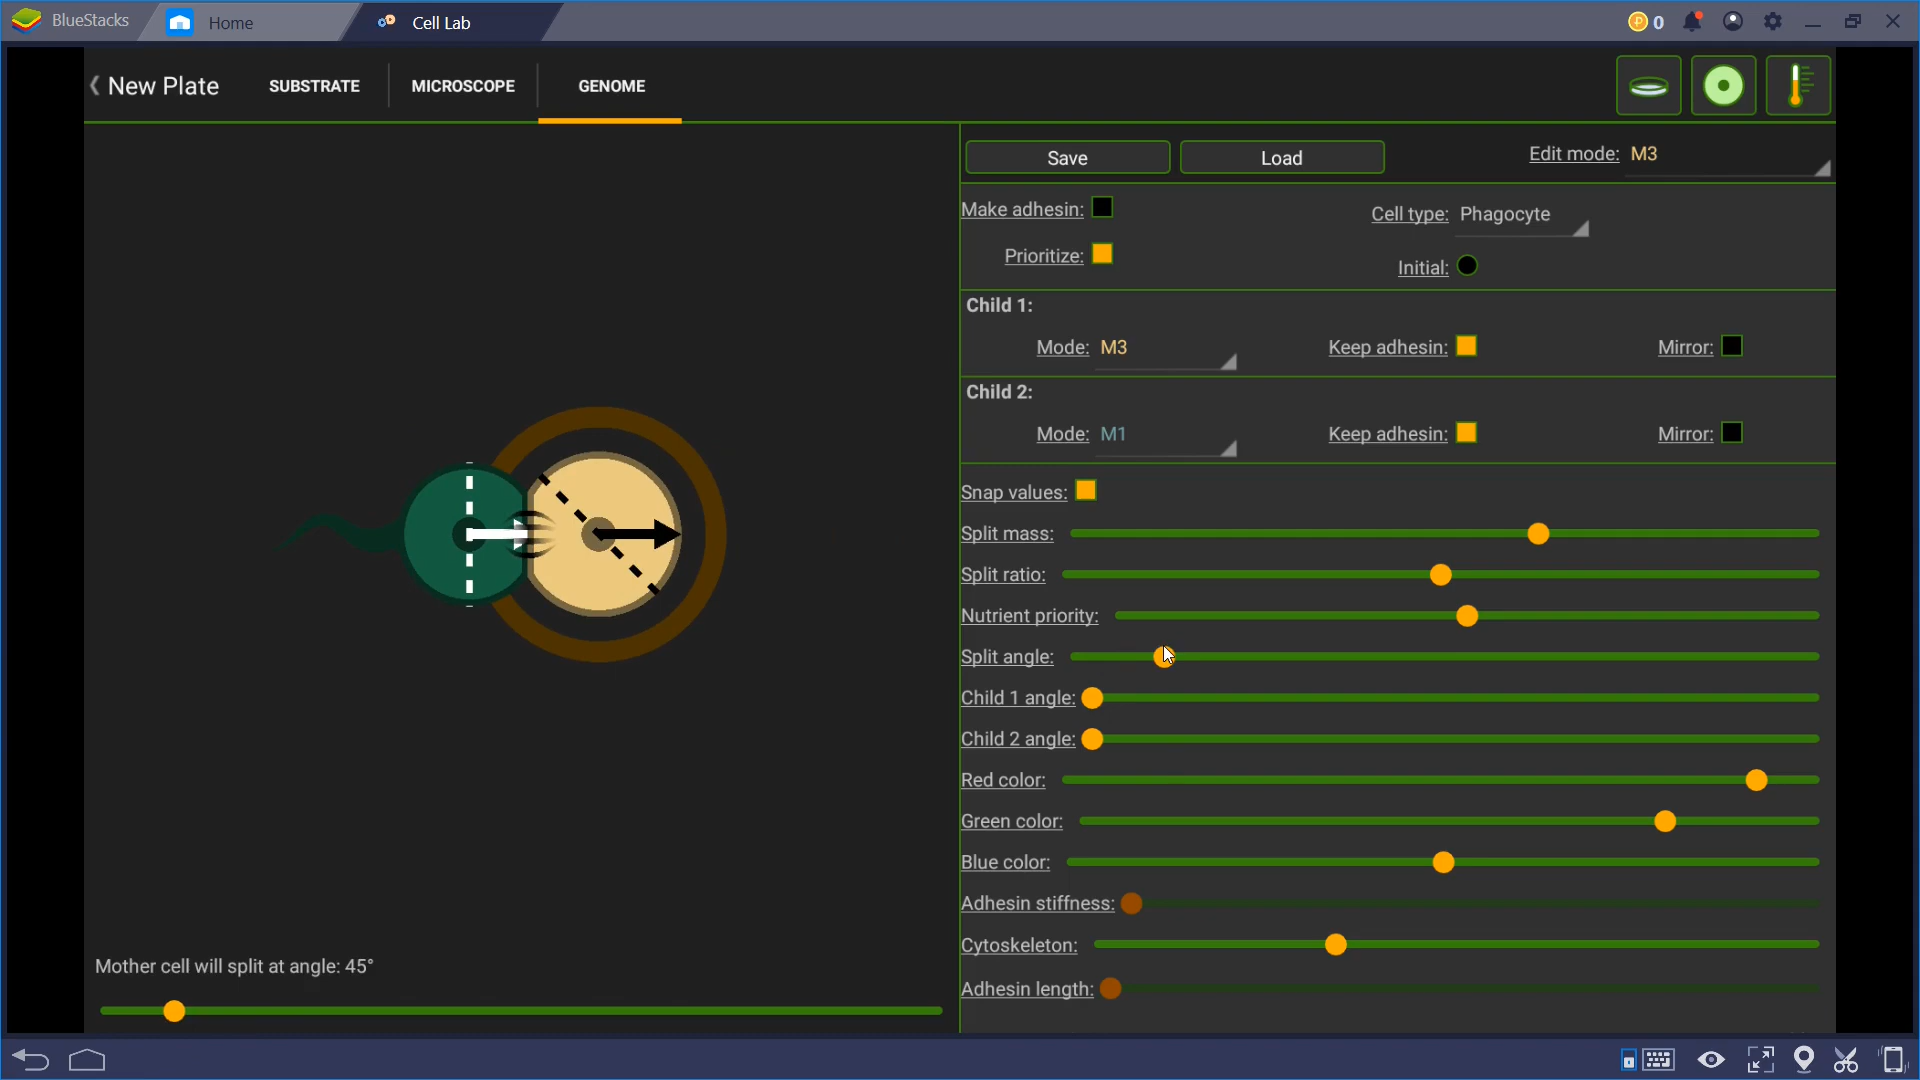 BlueStacks
Home
Cell Lab
0
New Plate
SUBSTRATE
MICROSCOPE
GENOME
Save
Load
Edit mode: M3
Make adhesin:
Cell type: Phagocyte
Prioritize:
Initial:
Child 1:
Mode: M3
Keep adhesin:
Mirror:
Child 2:
Mode: M1
Keep adhesin:
Mirror:
Snap values:
Split mass:
Split ratio:
Nutrient priority:
Split angle:
Child 1 angle:
Child 2 angle:
Red color:
Green color:
Blue color:
Adhesin stiffness:
Cytoskeleton:
Adhesin length:
Mother cell will split at angle: 45°